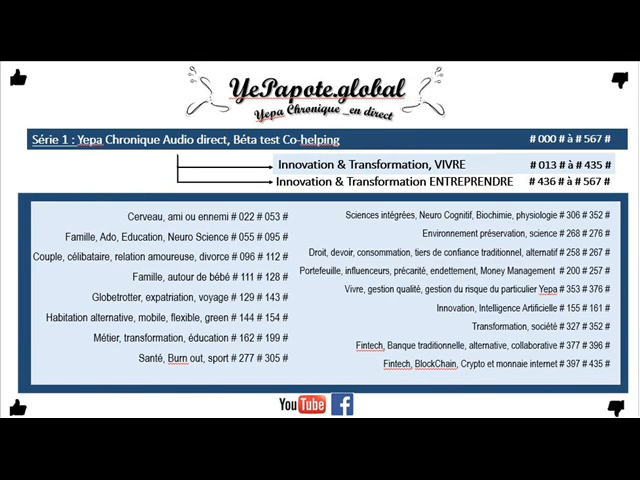 YePapote.global
Yepa Chronique _en direct
Série 1 : Yepa Chronique Audio direct, Béta test Co-helping # 000 # à # 567 #
Innovation & Transformation, VIVRE # 013 # à # 435 #
Innovation & Transformation ENTREPRENDRE # 436 # à # 567 #
Cerveau, ami ou ennemi # 022 # 053 #
Famille, Ado, Education, Neuro Science # 055 # 095 #
Couple, célibataire, relation amoureuse, divorce # 096 # 112 #
Famille, autour de bébé # 111 # 128 #
Globetrotter, expatriation, voyage # 129 # 143 #
Habitation alternative, mobile, flexible, green # 144 # 154 #
Métier, transformation, éducation # 162 # 199 #
Santé, Burn out, sport # 277 # 305 #
Sciences intégrées, Neuro Cognitif, Biochimie, physiologie # 306 # 352 #
Environnement préservation, science # 268 # 276 #
Droit, devoir, consommation, tiers de confiance traditionnel, alternatif # 258 # 267 #
Portefeuille, influenceurs, précarité, endettement, Money Management # 200 # 257 #
Vivre, gestion qualité, gestion du risque du particulier Yepa # 353 # 376 #
Innovation, Intelligence Artificielle # 155 # 161 #
Transformation, société # 327 # 352 #
Fintech, Banque traditionnelle, alternative, collaborative # 377 # 396 #
Fintech, BlockChain, Crypto et monnaie internet # 397 # 435 #
YouTube f